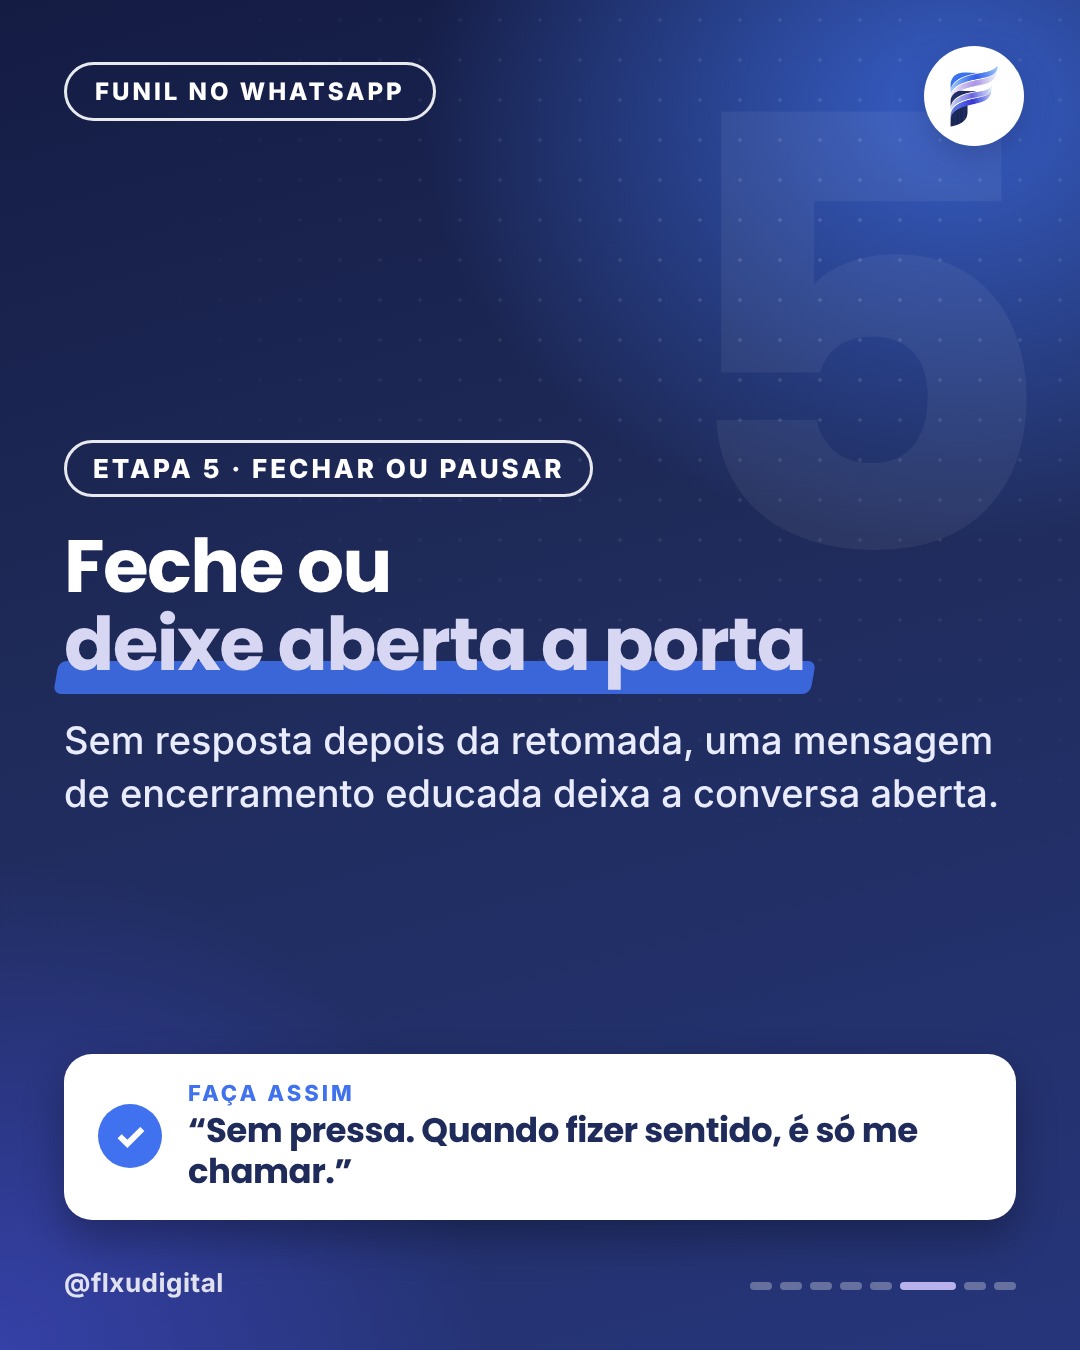 FUNIL NO WHATSAPP
5
ETAPA 5 · FECHAR OU PAUSAR
Feche ou
deixe aberta a porta
Sem resposta depois da retomada, uma mensagem
de encerramento educada deixa a conversa aberta.
FAÇA ASSIM
“Sem pressa. Quando fizer sentido, é só me
chamar.”
@flxudigital